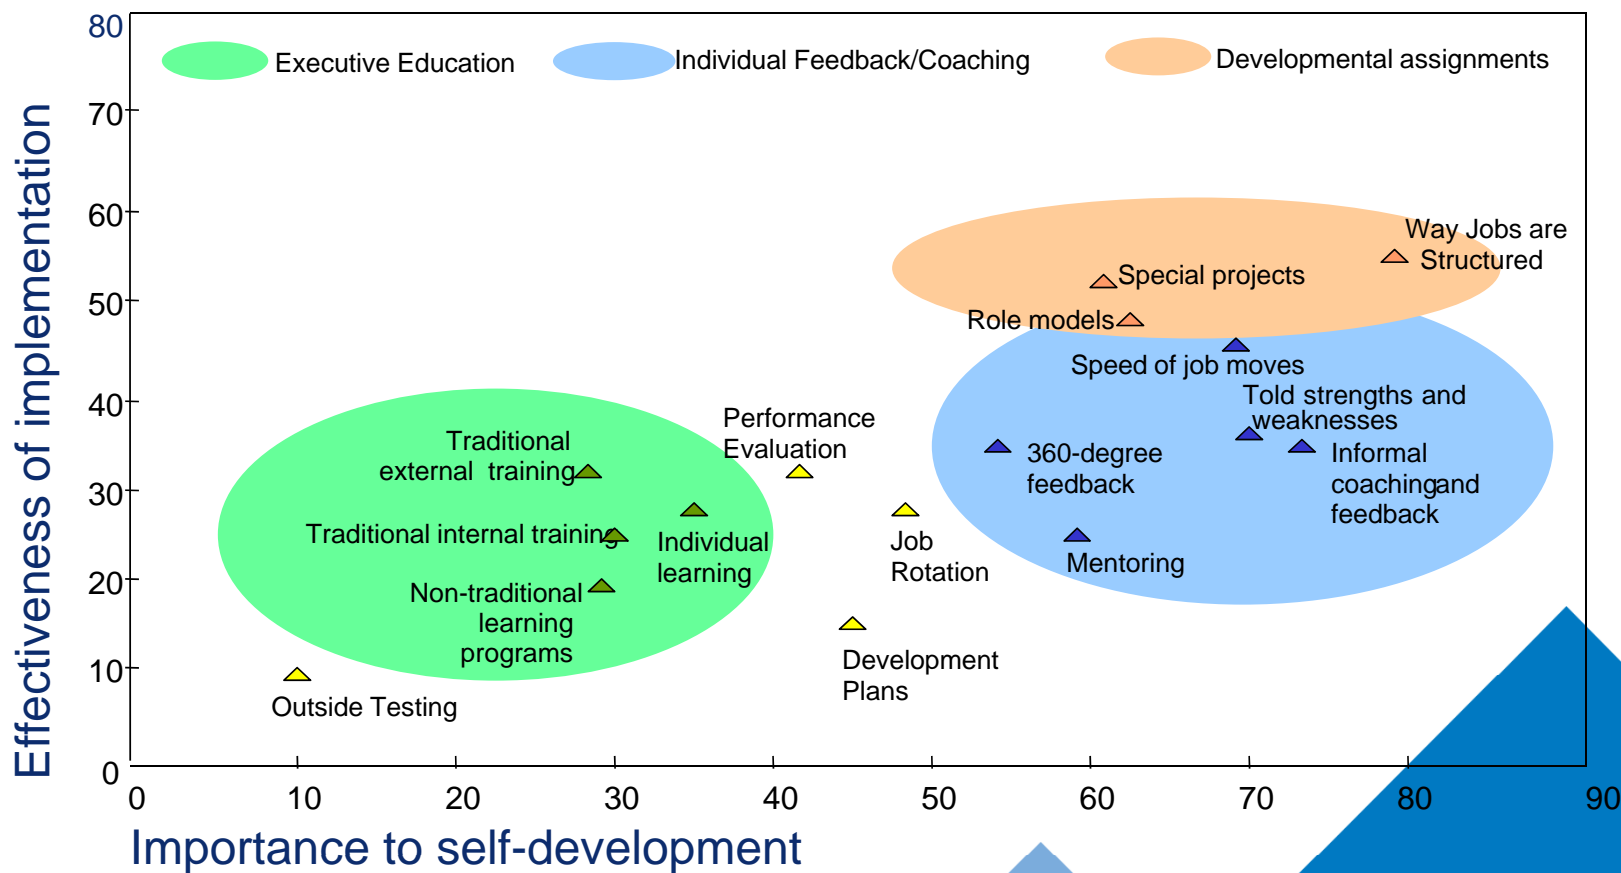 80
Executive Education
Individual Feedback/Coaching
Developmental assignments
70
60
50
40
30
20
10
0
Effectiveness of implementation
Way Jobs are
Structured
Special projects
Role models
Speed of job moves
Told strengths and
weaknesses
360-degree
feedback
Informal
coachingand
feedback
Mentoring
Performance
Evaluation
Job
Rotation
Development
Plans
Traditional
external training
Traditional internal training
Individual
learning
Non-traditional
learning
programs
Outside Testing
0 10 20 30 40 50 60 70 80 90
Importance to self-development